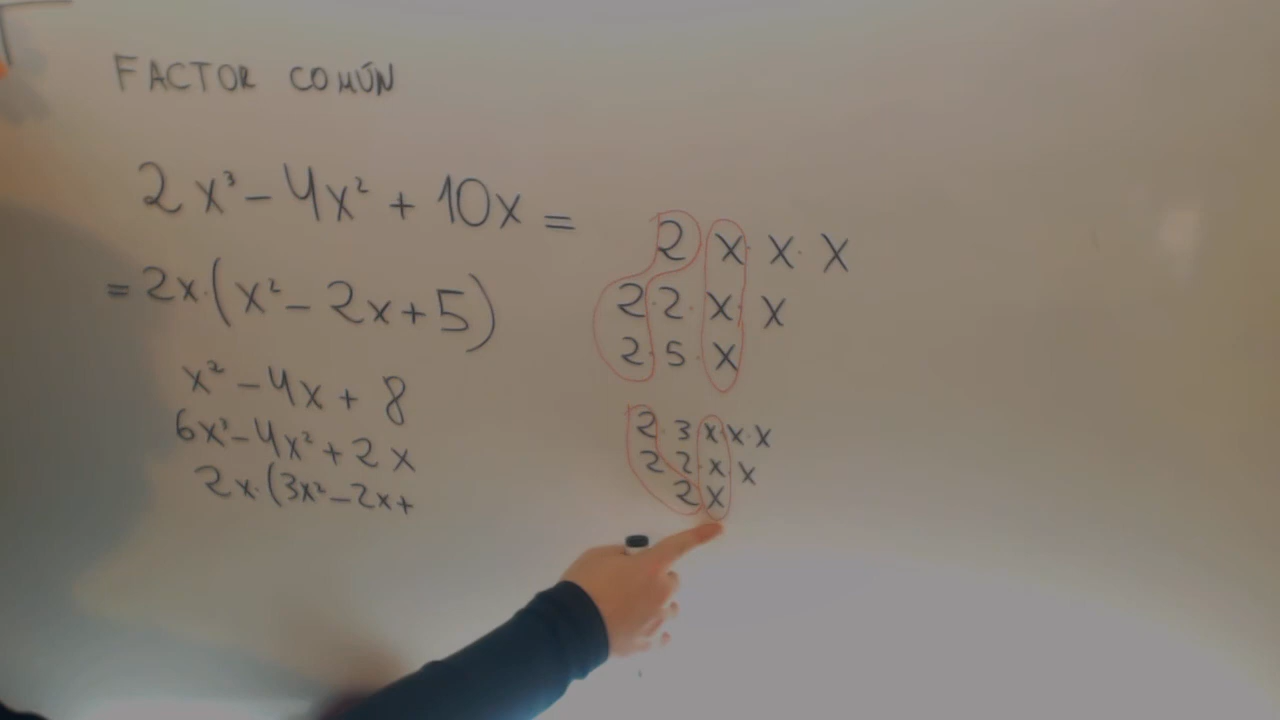 FACTOR COMÚN
2x³ - 4x² + 10x =
= 2x·(x² - 2x + 5)
x² - 4x + 8
6x³ - 4x² + 2x
2x·(3x² - 2x +
2 x· x· x
2·2·x· x
2·5·x
2·3·x·x·x
2 2·x·x
2 x